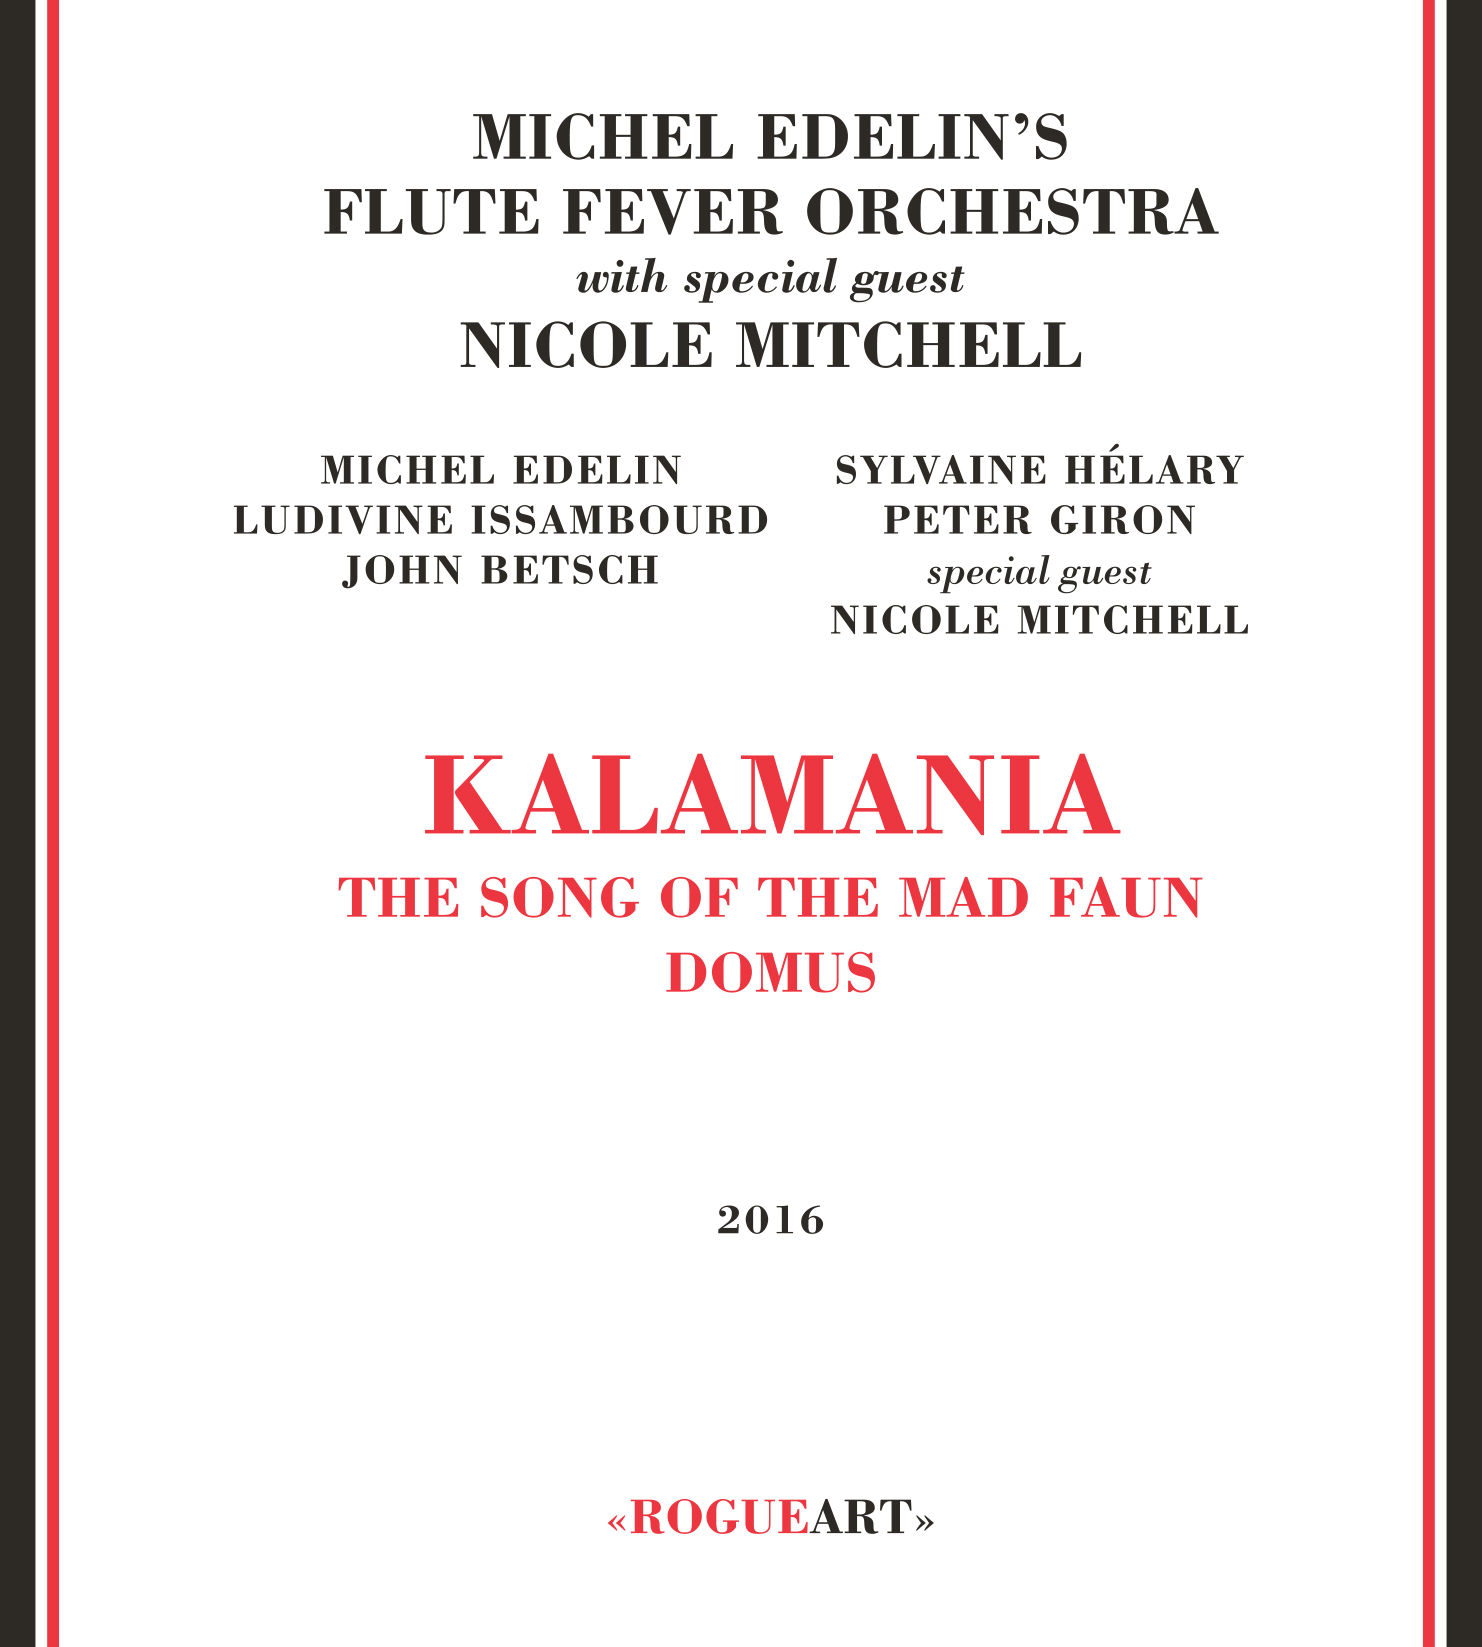 MICHEL EDELIN’S
FLUTE FEVER ORCHESTRA
with special guest
NICOLE MITCHELL
MICHEL EDELIN
LUDIVINE ISSAMBOURD
JOHN BETSCH
SYLVAINE HÉLARY
PETER GIRON
special guest
NICOLE MITCHELL
KALAMANIA
THE SONG OF THE MAD FAUN
DOMUS
2016
«ROGUEART»